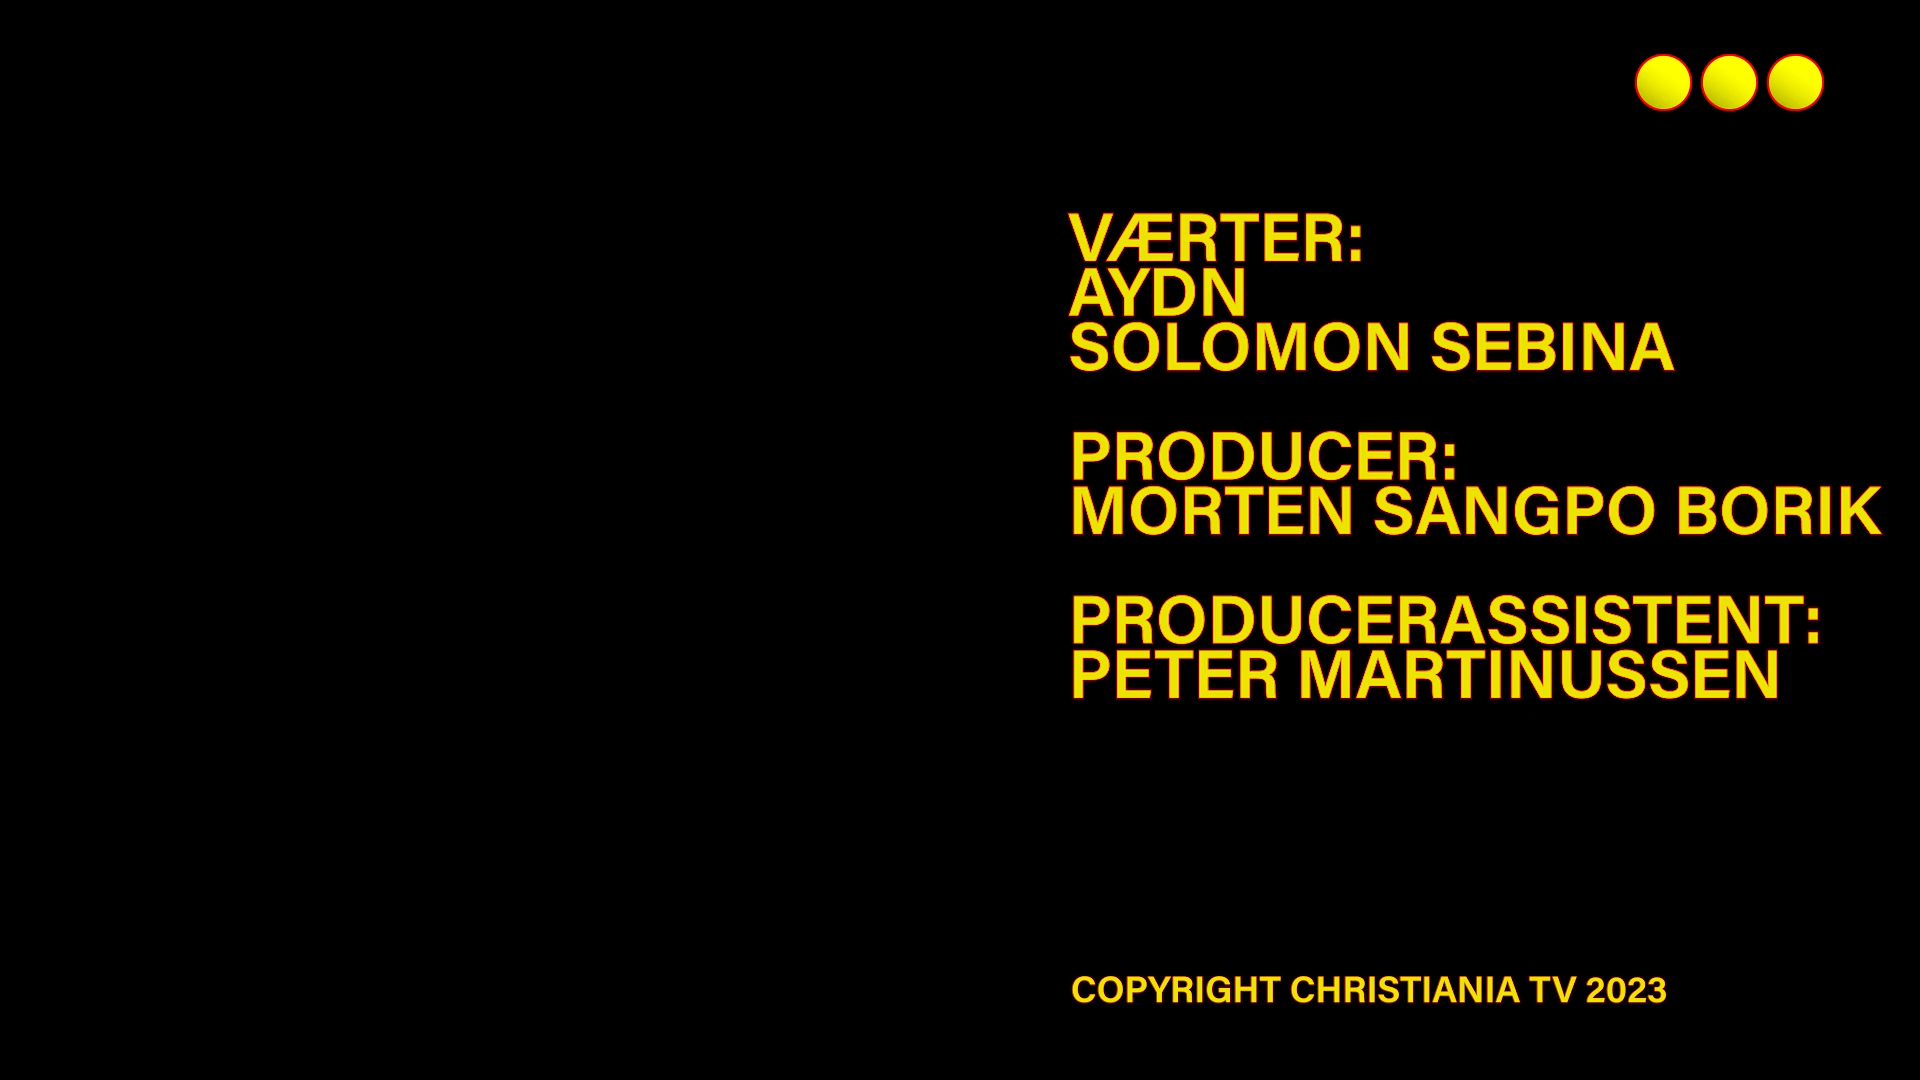 VÆRTER:
AYDN
SOLOMON SEBINA
PRODUCER:
MORTEN SANGPO BORIK
PRODUCERASSISTENT:
PETER MARTINUSSEN
COPYRIGHT CHRISTIANIA TV 2023